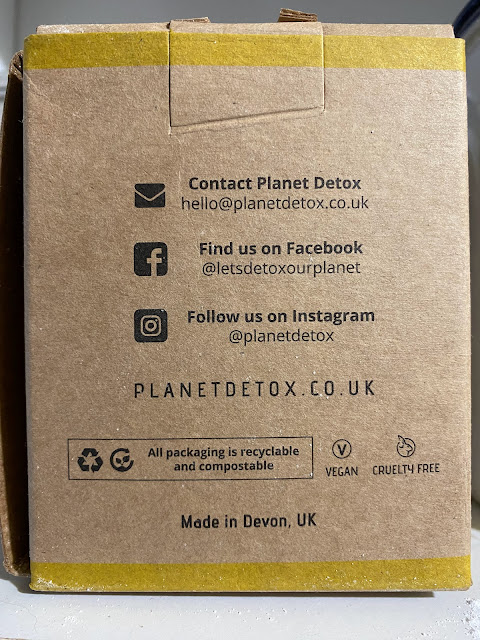 Contact Planet Detox
hello@planetdetox.co.uk
Find us on Facebook
@letsdetoxourplanet
Follow us on Instagram
@planetdetox
PLANETDETOX.CO.UK
All packaging is recyclable
and compostable
V
VEGAN
CRUELTY FREE
Made in Devon, UK